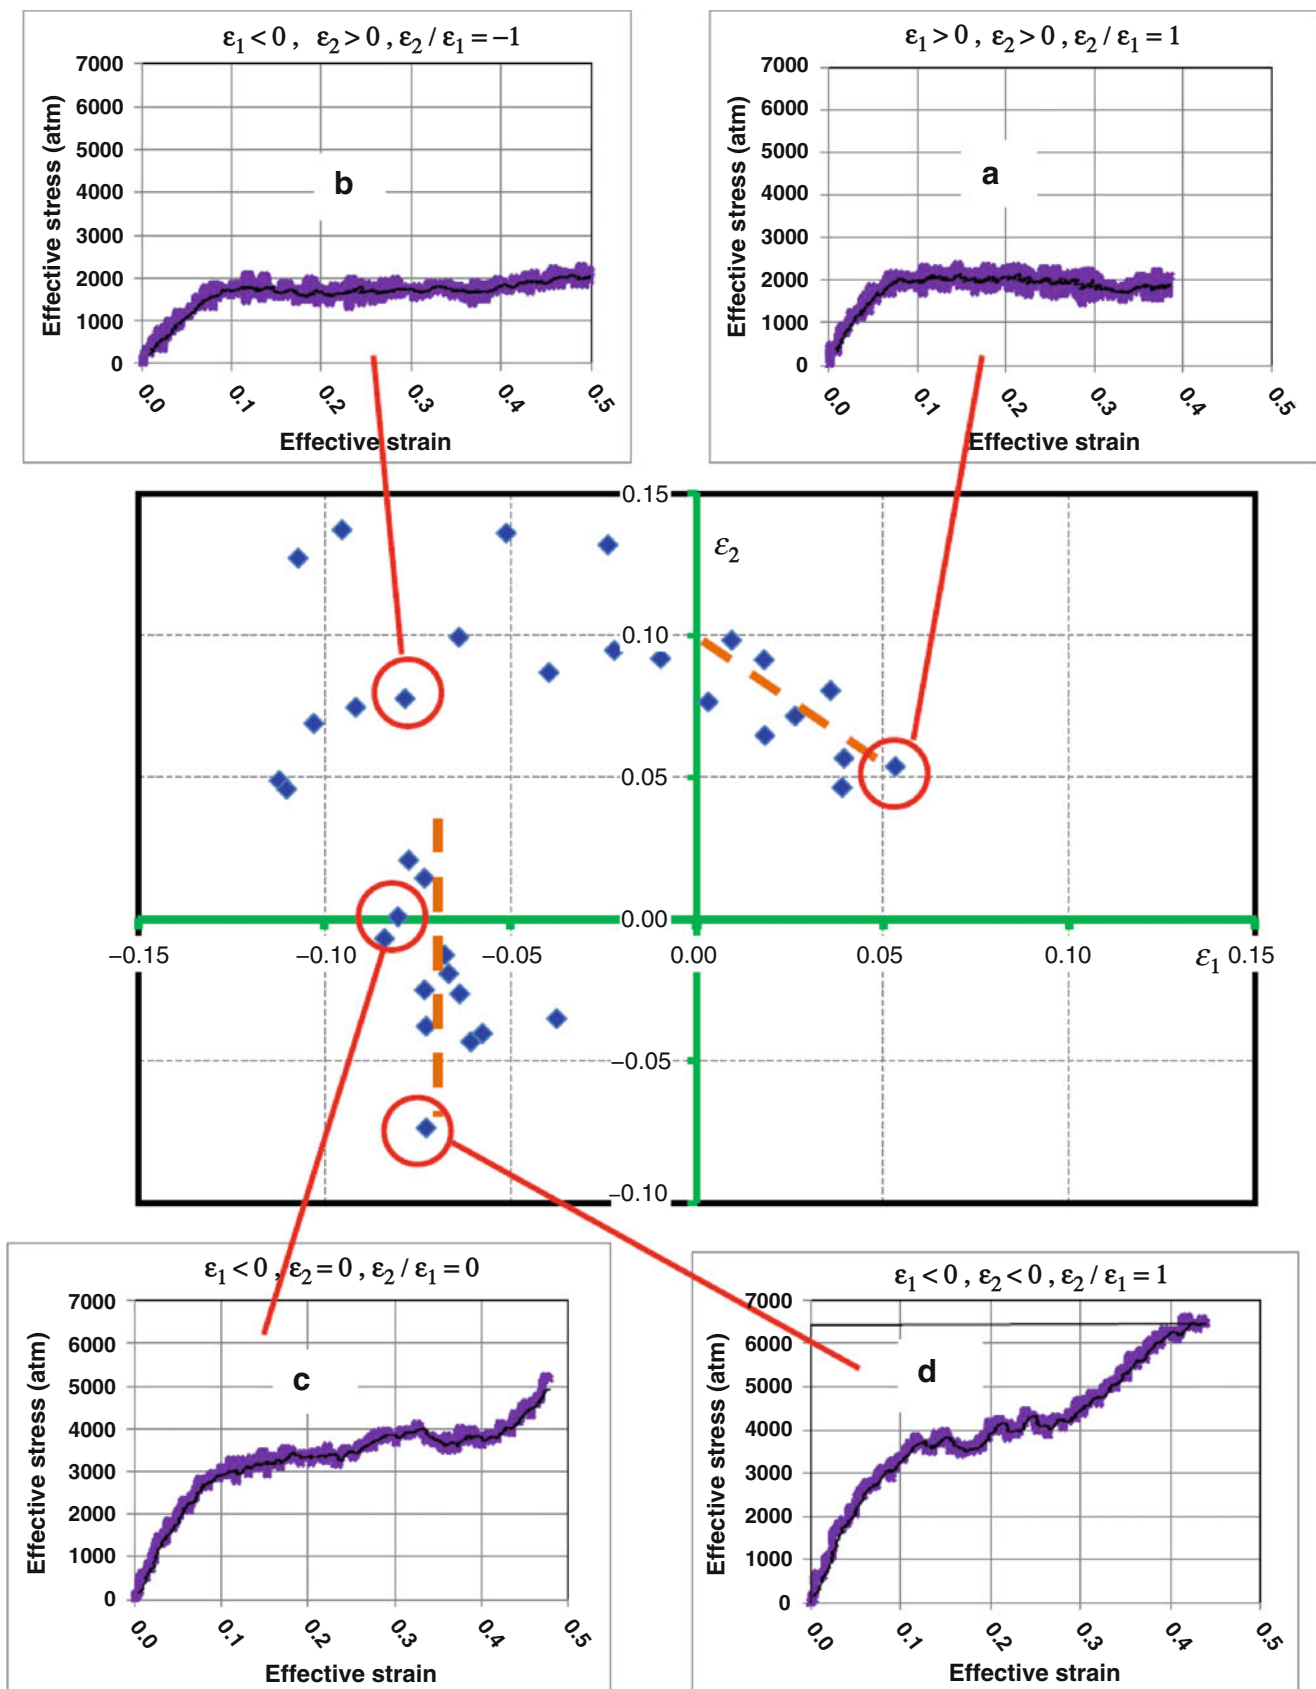 ε1<0, ε2>0, ε2/ε1=−1
7000
6000
5000
4000
3000
2000
1000
0
Effective stress (atm)
b
0.0 0.1 0.2 0.3 0.4 0.5
Effective strain
ε1>0, ε2>0, ε2/ε1=1
7000
6000
5000
4000
3000
2000
1000
0
Effective stress (atm)
a
0.0 0.1 0.2 0.3 0.4 0.5
Effective strain
0.15
ε2
0.10
0.05
0.00
−0.15 −0.10 −0.05 0.00 0.05 0.10 ε1 0.15
−0.05
−0.10
ε1<0, ε2=0, ε2/ε1=0
7000
6000
5000
4000
3000
2000
1000
0
Effective stress (atm)
c
0.0 0.1 0.2 0.3 0.4 0.5
Effective strain
ε1<0, ε2<0, ε2/ε1=1
7000
6000
5000
4000
3000
2000
1000
0
Effective stress (atm)
d
0.0 0.1 0.2 0.3 0.4 0.5
Effective strain